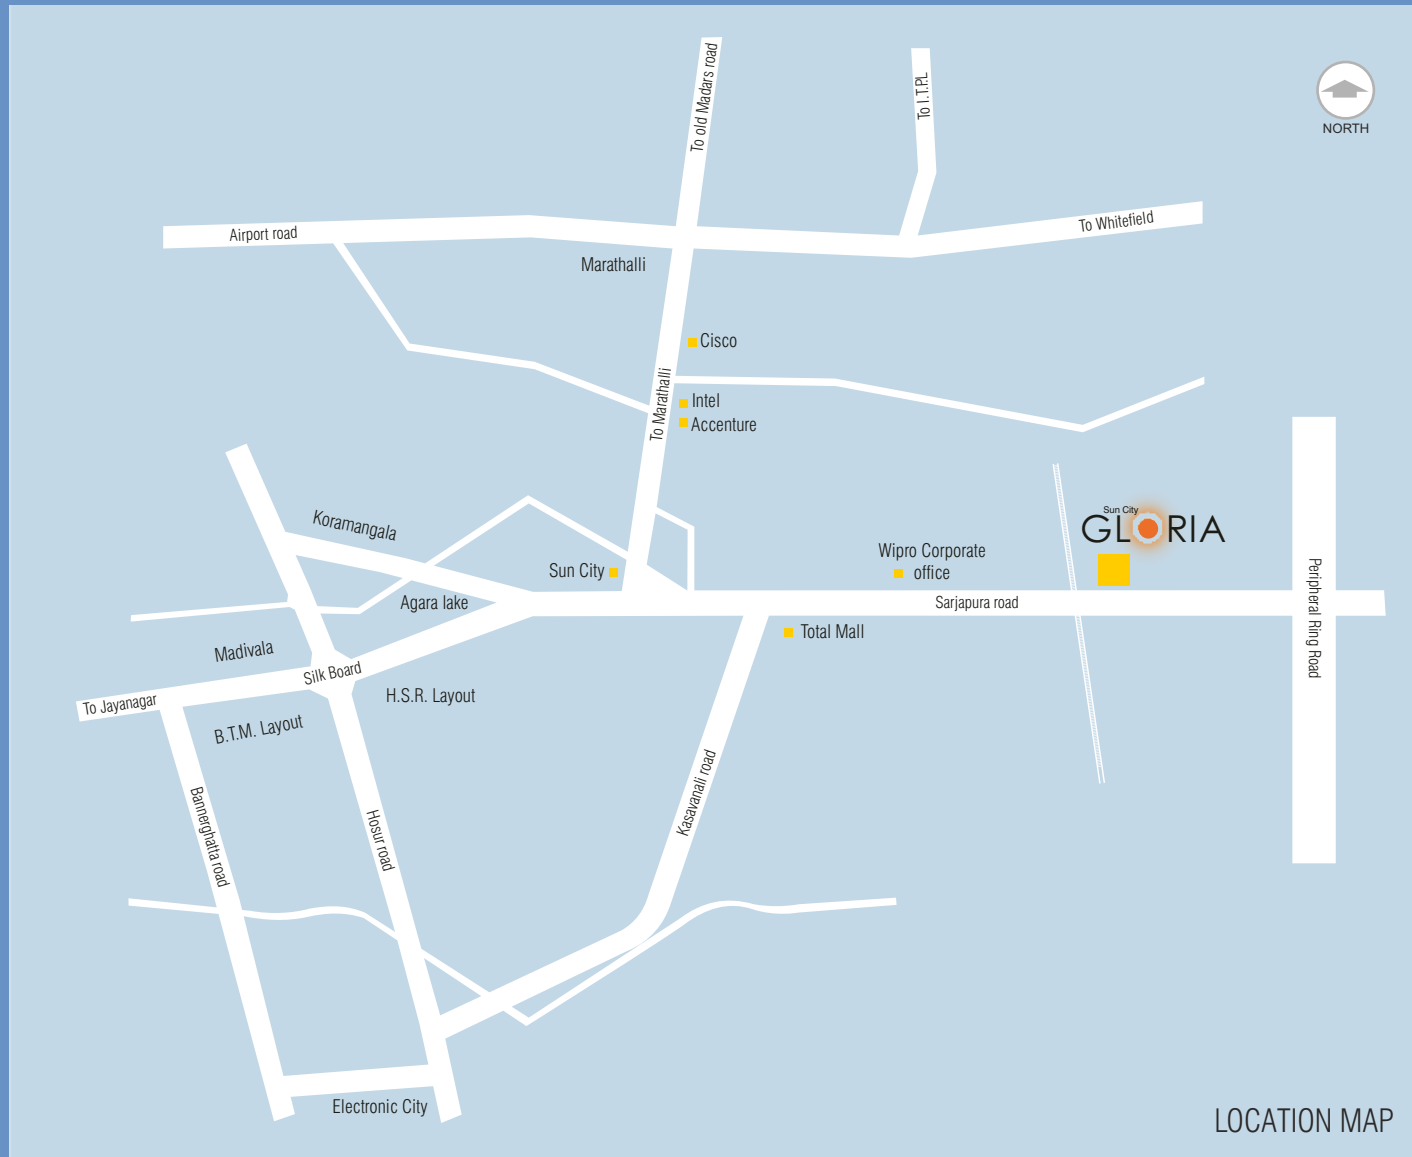 To old Madars road
To I.T.P.L
NORTH
Airport road
To Whitefield
Marathalli
Cisco
To Marathalli
Intel
Accenture
Koramangala
Sun City
GLORIA
Wipro Corporate
office
Sun City
Agara lake
Sarjapura road
Peripheral Ring Road
Total Mall
Madivala
Silk Board
H.S.R. Layout
To Jayanagar
B.T.M. Layout
Kasavanali road
Bannerghatta road
Hosur road
Electronic City
LOCATION MAP